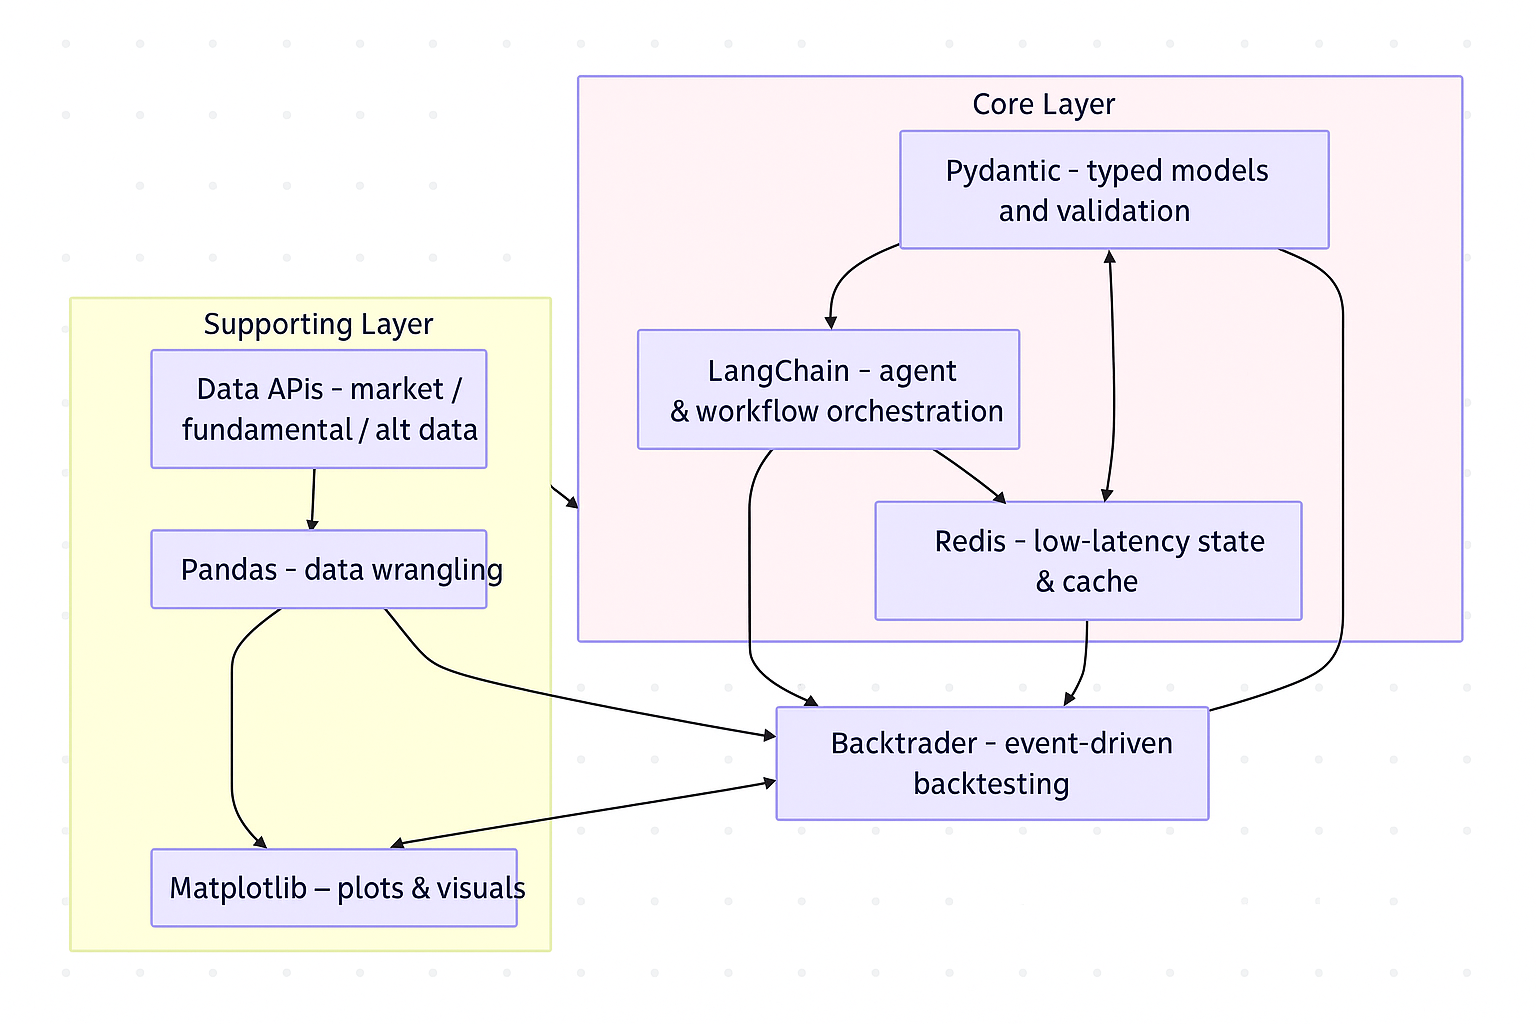 Core Layer
Pydantic - typed models
and validation
Supporting Layer
Data APis - market /
fundamental / alt data
LangChain - agent
& workflow orchestration
Pandas - data wrangling
Redis - low-latency state
& cache
Backtrader - event-driven
backtesting
Matplotlib – plots & visuals